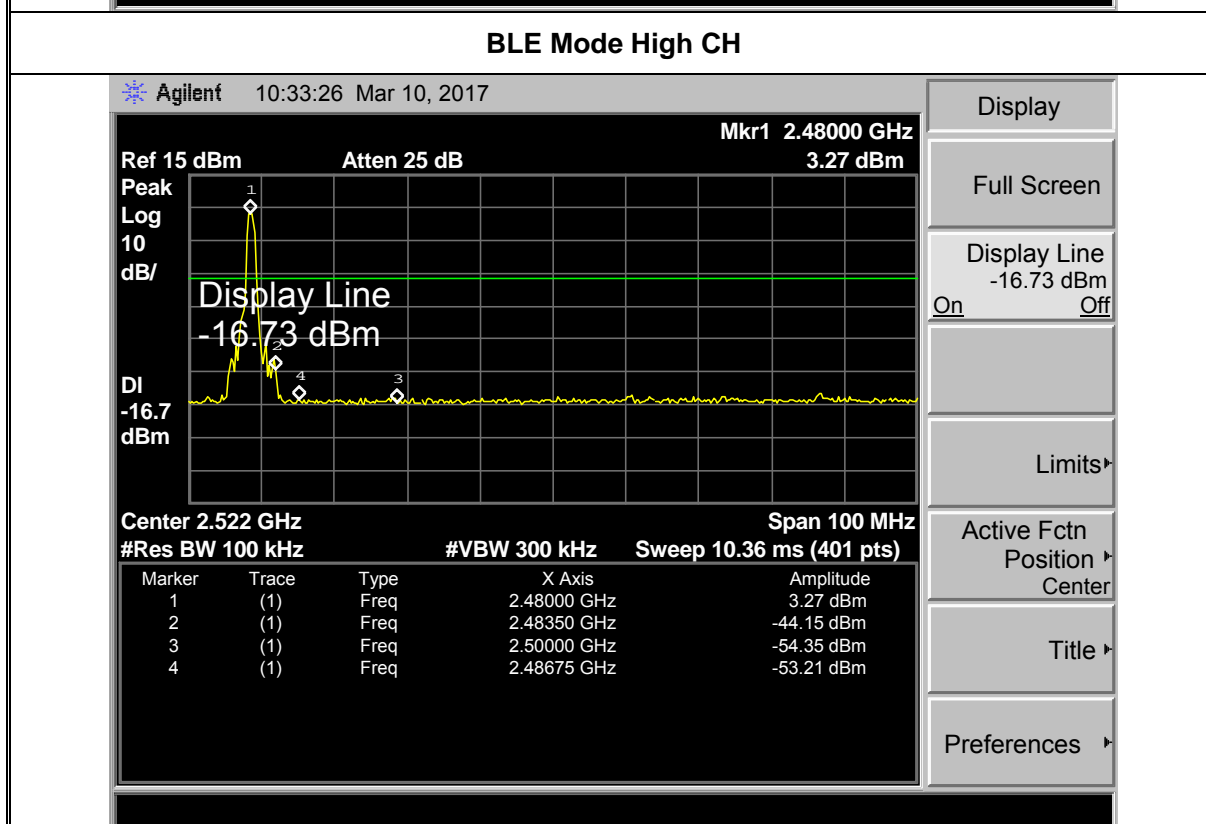 BLE Mode High CH
Agilent 10:33:26 Mar 10, 2017
Mkr1 2.48000 GHz
Ref 15 dBm Atten 25 dB 3.27 dBm
Peak
Log
10
dB/
1
Display Line
-16.73 dBm
2
4
3
DI
-16.7
dBm
Center 2.522 GHz Span 100 MHz
#Res BW 100 kHz #VBW 300 kHz Sweep 10.36 ms (401 pts)
Marker Trace Type X Axis Amplitude
1 (1) Freq 2.48000 GHz 3.27 dBm
2 (1) Freq 2.48350 GHz -44.15 dBm
3 (1) Freq 2.50000 GHz -54.35 dBm
4 (1) Freq 2.48675 GHz -53.21 dBm
Display
Full Screen
Display Line
-16.73 dBm
On Off
Limits
Active Fctn
Position
Center
Title
Preferences